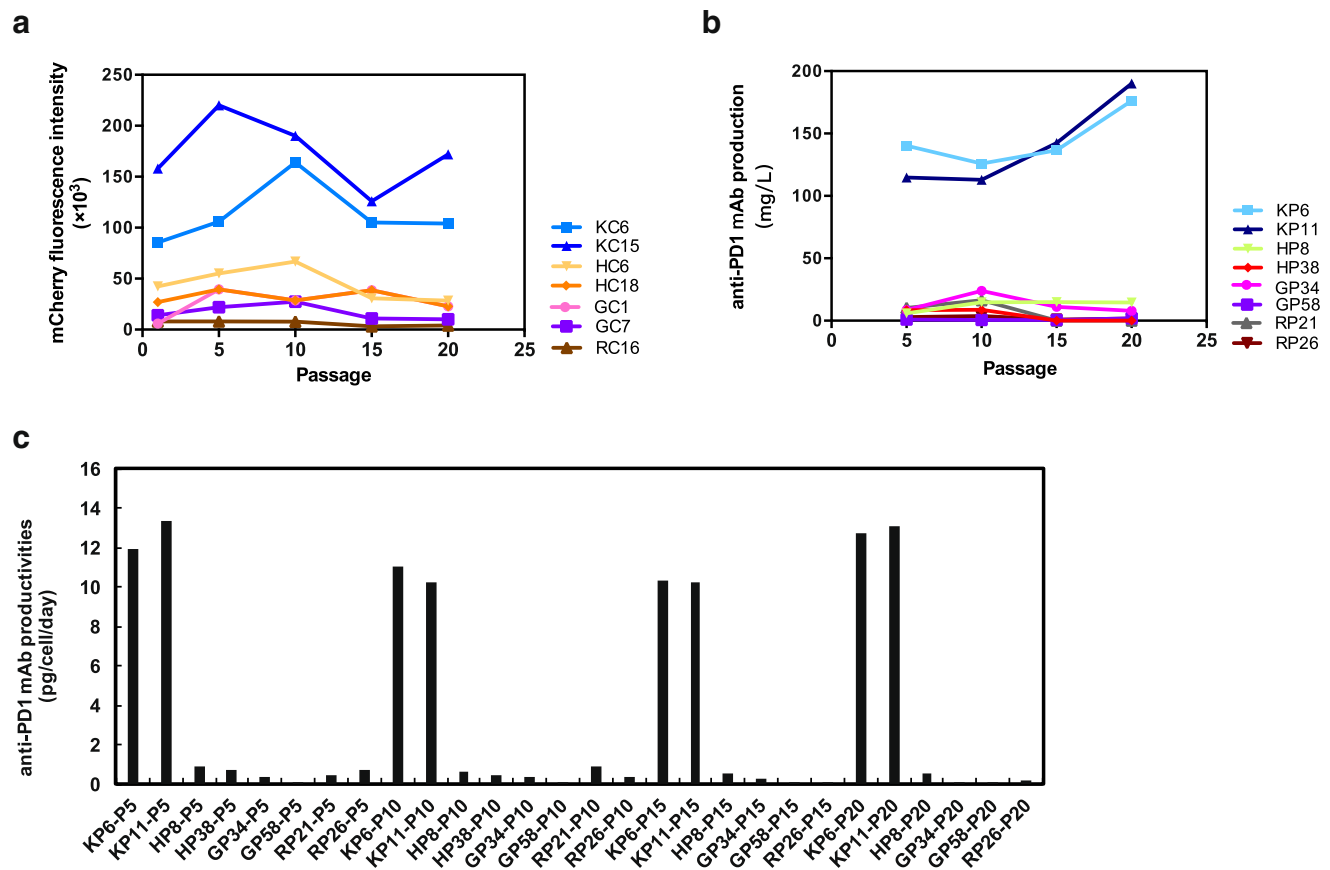 a
mCherry fluorescence intensity
(×10³)
250
200
150
100
50
0
0 5 10 15 20 25
Passage
KC6
KC15
HC6
HC18
GC1
GC7
RC16
b
anti-PD1 mAb production
(mg/L)
200
150
100
50
0
0 5 10 15 20 25
Passage
KP6
KP11
HP8
HP38
GP34
GP58
RP21
RP26
c
anti-PD1 mAb productivities
(pg/cell/day)
16
14
12
10
8
6
4
2
0
KP6-P5
KP11-P5
HP8-P5
HP38-P5
GP34-P5
GP58-P5
RP21-P5
RP26-P5
KP6-P10
KP11-P10
HP8-P10
HP38-P10
GP34-P10
GP58-P10
RP21-P10
RP26-P10
KP6-P15
KP11-P15
HP8-P15
GP34-P15
GP58-P15
RP26-P15
KP6-P20
KP11-P20
HP8-P20
GP34-P20
GP58-P20
RP26-P20